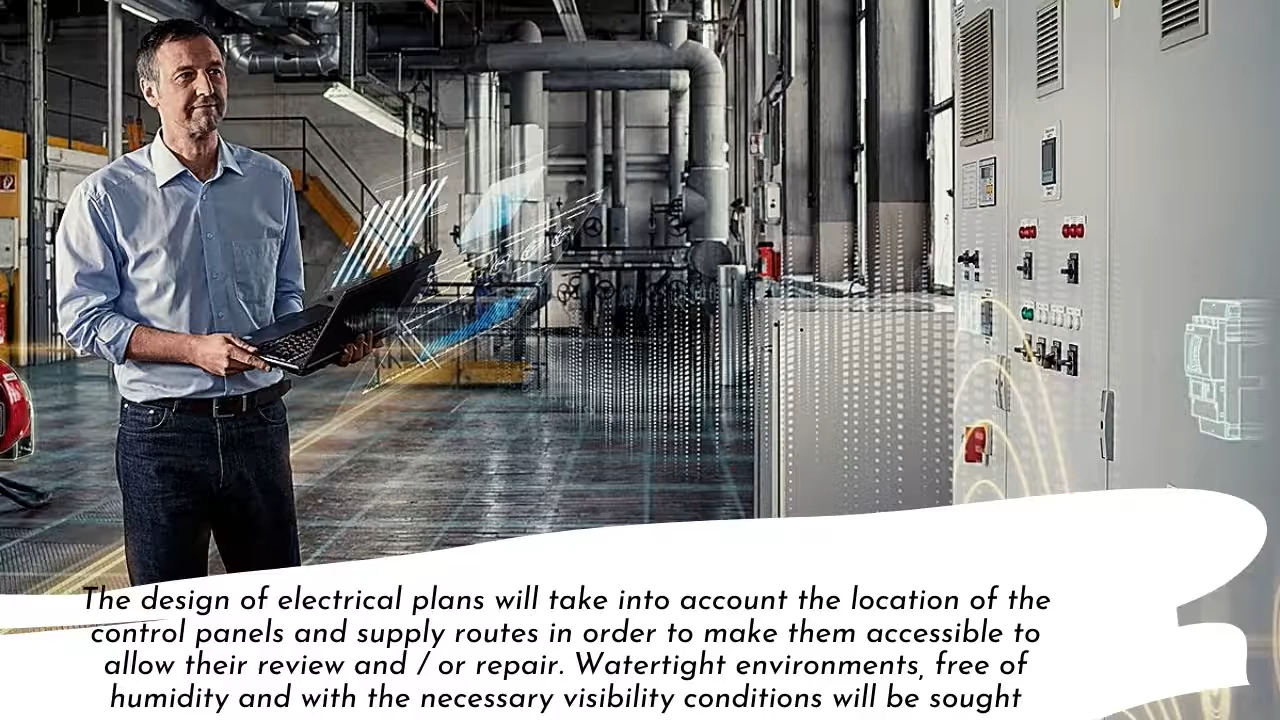 The design of electrical plans will take into account the location of the
control panels and supply routes in order to make them accessible to
allow their review and / or repair. Watertight environments, free of
humidity and with the necessary visibility conditions will be sought